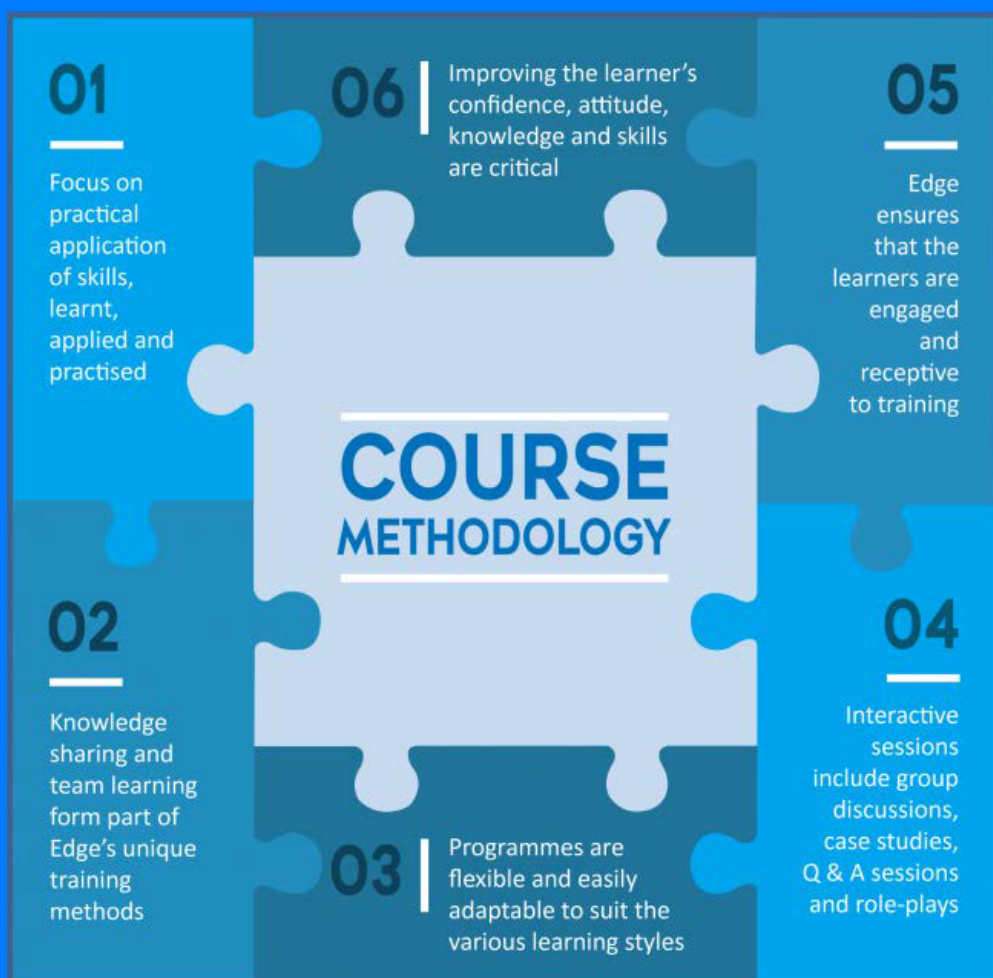 01
Focus on
practical
application
of skills,
learnt,
applied and
practised
02
Knowledge
sharing and
team learning
form part of
Edge's unique
training
methods
03
Programmes are
flexible and easily
adaptable to suit the
various learning styles
04
Interactive
sessions
include group
discussions,
case studies,
Q & A sessions
and role-plays
05
Edge
ensures
that the
learners are
engaged
and
receptive
to training
06
Improving the learner's
confidence, attitude,
knowledge and skills
are critical
COURSE
METHODOLOGY